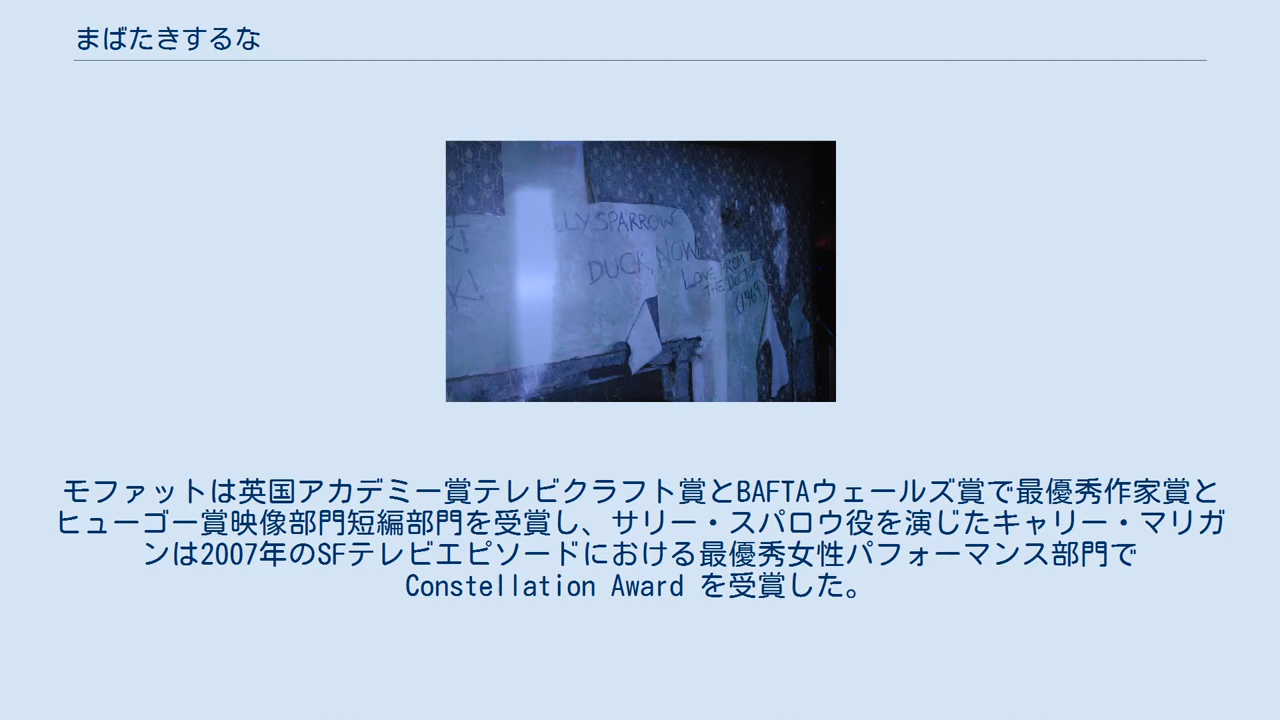 まばたきするな
K!
K!
LY SPARROW
DUCK, NOW
LOVE FROM
THE DOCTOR
(1969)
モファットは英国アカデミー賞テレビクラフト賞とBAFTAウェールズ賞で最優秀作家賞と
ヒューゴー賞映像部門短編部門を受賞し、サリー・スパロウ役を演じたキャリー・マリガ
ンは2007年のSFテレビエピソードにおける最優秀女性パフォーマンス部門で
Constellation Award を受賞した。